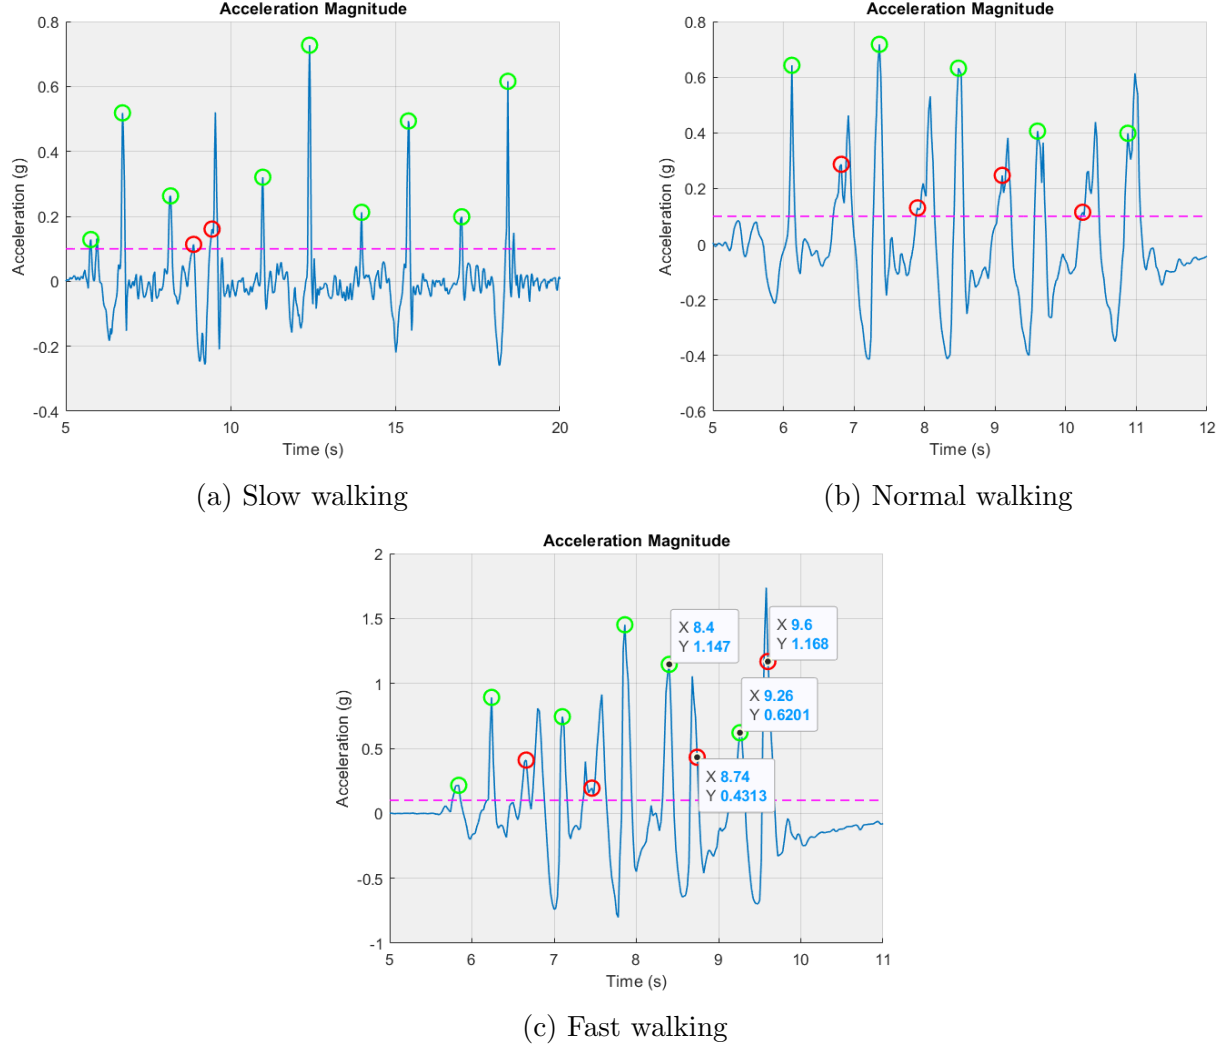 Acceleration Magnitude
Acceleration (g)
0.8
0.6
0.4
0.2
0
-0.2
-0.4
5
10
15
20
Time (s)
(a) Slow walking
Acceleration Magnitude
Acceleration (g)
0.8
0.6
0.4
0.2
0
-0.2
-0.4
-0.6
5
6
7
8
9
10
11
12
Time (s)
(b) Normal walking
Acceleration Magnitude
Acceleration (g)
2
1.5
1
0.5
0
-0.5
-1
X 8.4
Y 1.147
X 9.6
Y 1.168
X 9.26
Y 0.6201
X 8.74
Y 0.4313
5
6
7
8
9
10
11
Time (s)
(c) Fast walking